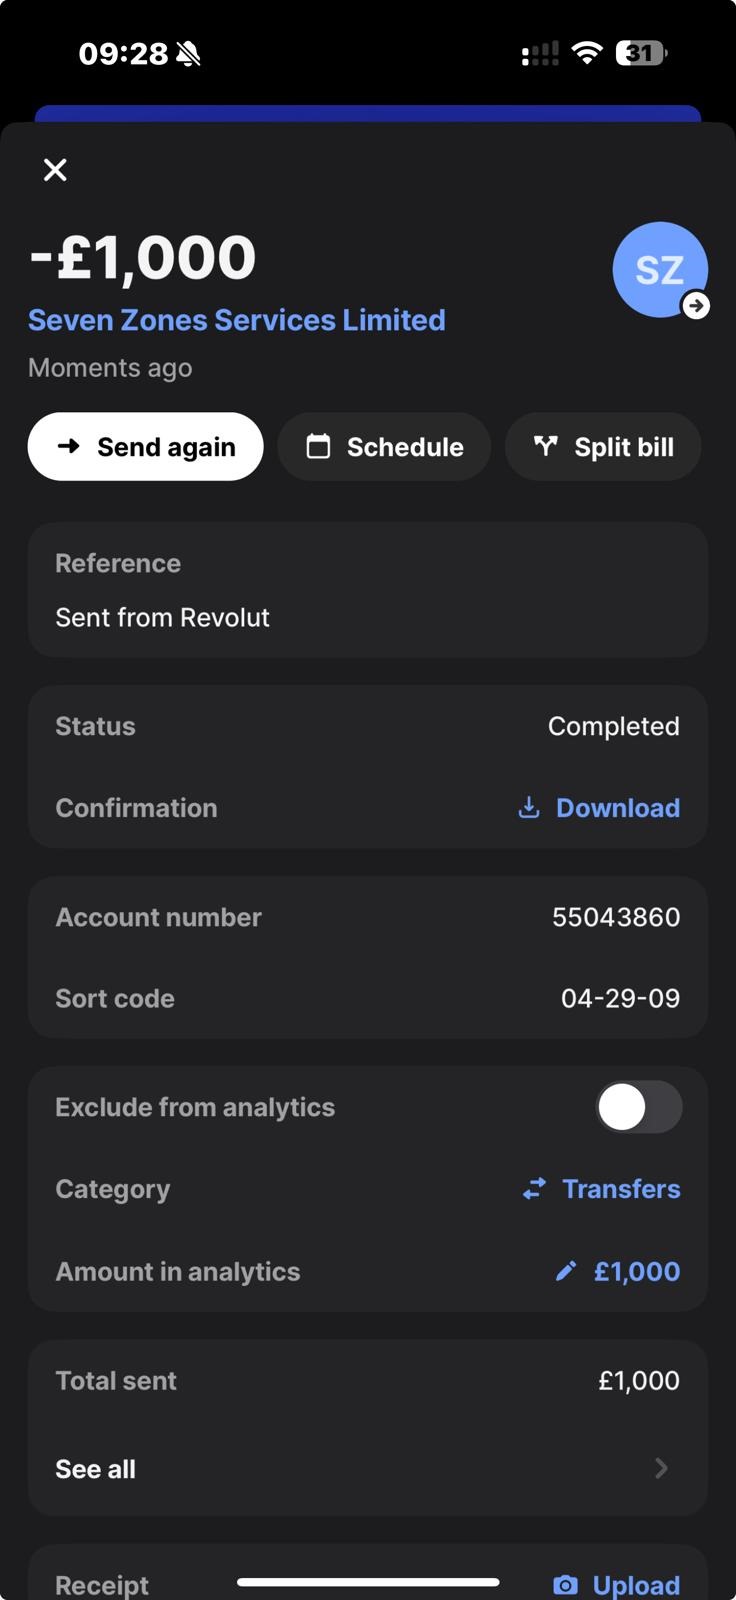 09:28
31
-£1,000
SZ
Seven Zones Services Limited
Moments ago
Send again
Schedule
Split bill
Reference
Sent from Revolut
Status
Completed
Confirmation
Download
Account number
55043860
Sort code
04-29-09
Exclude from analytics
Category
Transfers
Amount in analytics
£1,000
Total sent
£1,000
See all
Receipt
Upload